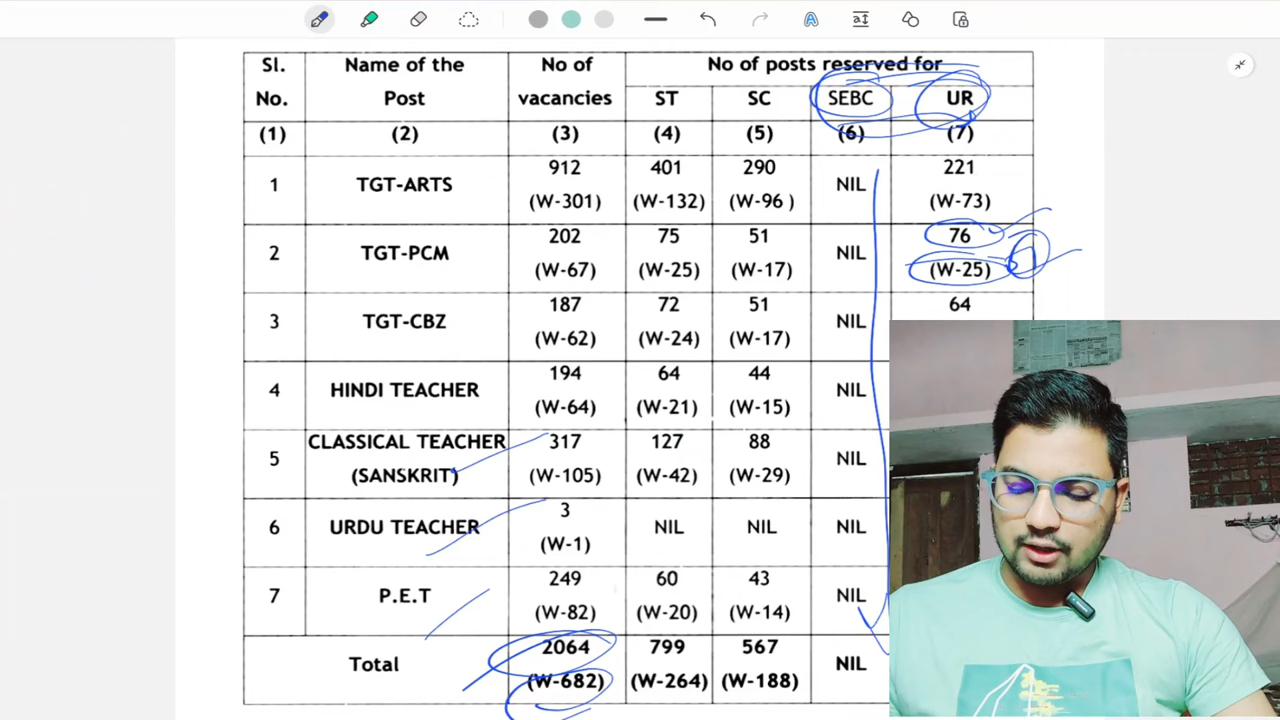 Sl. No.
Name of the Post
No of vacancies
No of posts reserved for
ST
SC
SEBC
UR
(1)
(2)
(3)
(4)
(5)
(6)
(7)
1
TGT-ARTS
912
(W-301)
401
(W-132)
290
(W-96 )
NIL
221
(W-73)
2
TGT-PCM
202
(W-67)
75
(W-25)
51
(W-17)
NIL
76
(W-25)
3
TGT-CBZ
187
(W-62)
72
(W-24)
51
(W-17)
NIL
64
4
HINDI TEACHER
194
(W-64)
64
(W-21)
44
(W-15)
NIL
5
CLASSICAL TEACHER
(SANSKRIT)
317
(W-105)
127
(W-42)
88
(W-29)
NIL
6
URDU TEACHER
3
(W-1)
NIL
NIL
NIL
7
P.E.T
249
(W-82)
60
(W-20)
43
(W-14)
NIL
Total
2064
(W-682)
799
(W-264)
567
(W-188)
NIL